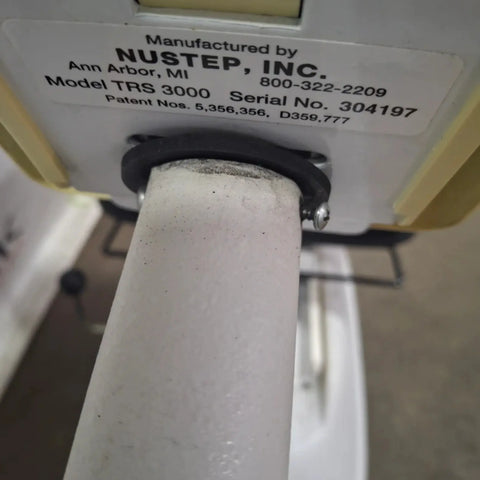 Manufactured by
NUSTEP, INC.
Ann Arbor, MI 800-322-2209
Model TRS 3000 Serial No. 304197
Patent Nos. 5,356,356, D359,777